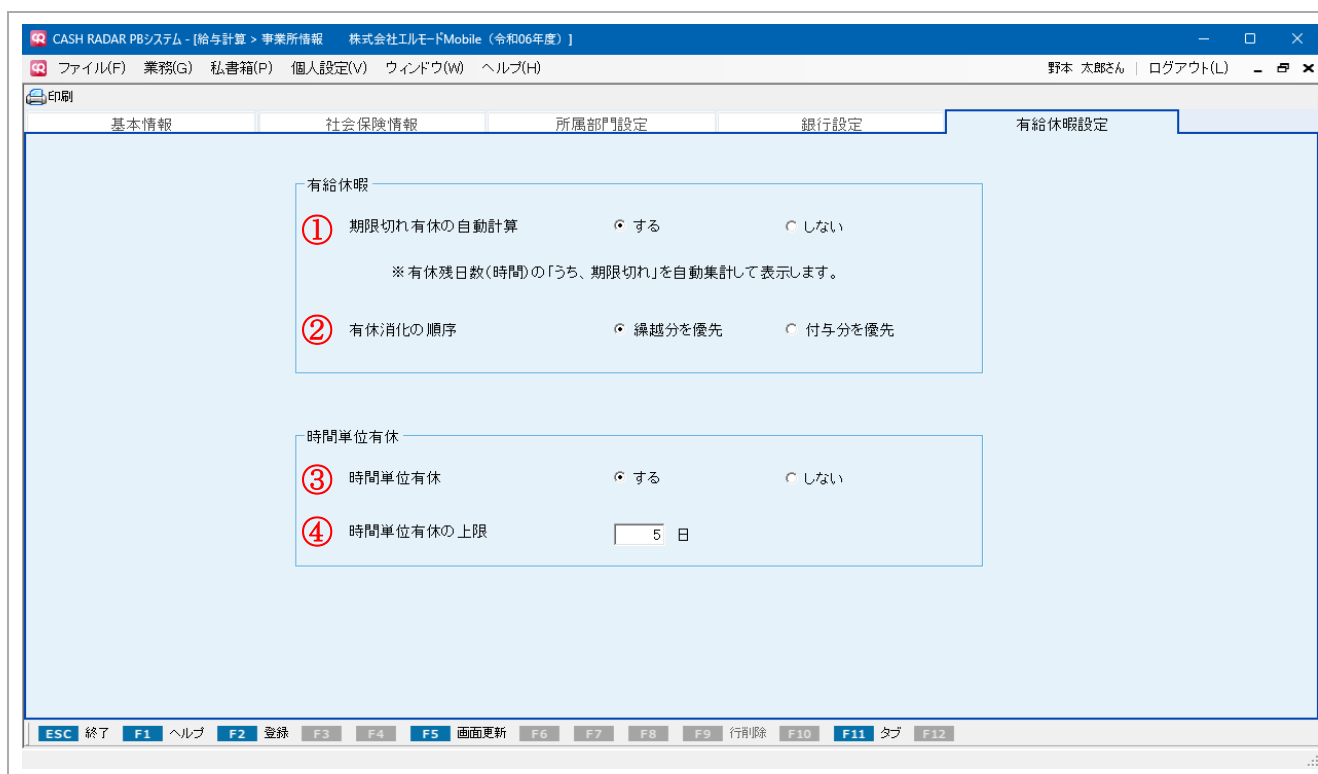 CASH RADAR PBシステム - [給与計算 > 事業所情報 株式会社エルモードMobile（令和06年度）]
ファイル(F) 業務(G) 私書箱(P) 個人設定(V) ウィンドウ(W) ヘルプ(H) 野本 太郎さん | ログアウト(L)
印刷
基本情報 社会保険情報 所属部門設定 銀行設定 有給休暇設定
有給休暇
① 期限切れ有休の自動計算 する しない
※有休残日数(時間)の「うち、期限切れ」を自動集計して表示します。
② 有休消化の順序 繰越分を優先 付与分を優先
時間単位有休
③ 時間単位有休 する しない
④ 時間単位有休の上限 5 日
ESC 終了 F1 ヘルプ F2 登録 F3 F4 F5 画面更新 F6 F7 F8 F9 行削除 F10 F11 タブ F12